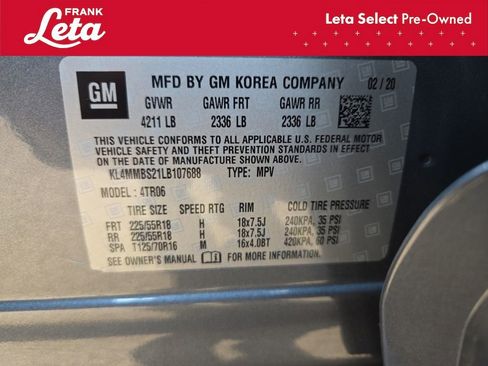 FRANK
Leta
Leta Select Pre-Owned
GM
MFD BY GM KOREA COMPANY 02/20
GVWR GAWR FRT GAWR RR
4211 LB 2336 LB 2336 LB
THIS VEHICLE CONFORMS TO ALL APPLICABLE U.S. FEDERAL MOTOR
VEHICLE SAFETY AND THEFT PREVENTION STANDARDS IN EFFECT ON
THE DATE OF MANUFACTURE SHOWN ABOVE.
KL4MMBS21LB107688 TYPE: MPV
MODEL: 4TR06
TIRE SIZE SPEED RTG RIM COLD TIRE PRESSURE
FRT 225/55R18 H 18x7.5J 240KPA, 35 PSI
RR 225/55R18 H 18x7.5J 240KPA, 35 PSI
SPA T125/70R16 M 16x4.0BT 420KPA, 60 PSI
SEE OWNER'S MANUAL FOR MORE INFORMATION